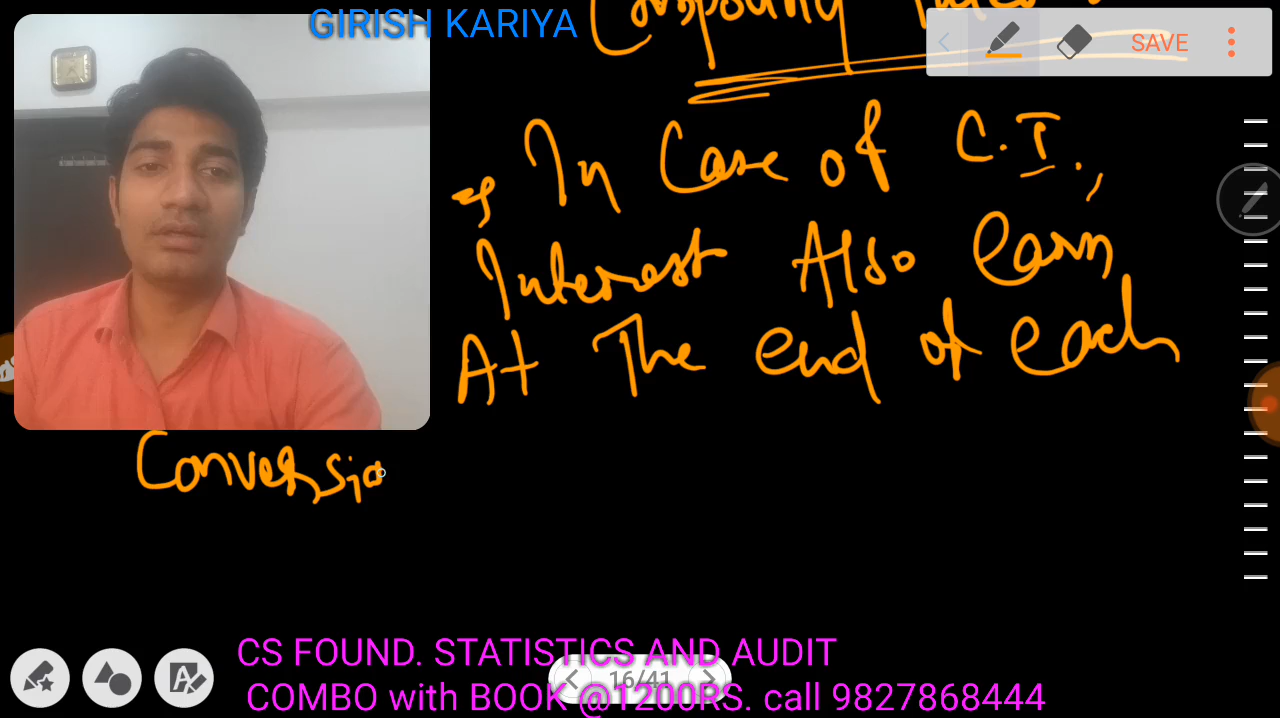 GIRISH KARIYA
SAVE
In Case of C.I.,
Interest Also earn
At The end of each
Conversio
CS FOUND. STATISTICS AND AUDIT
16/41
COMBO with BOOK @1200RS. call 9827868444